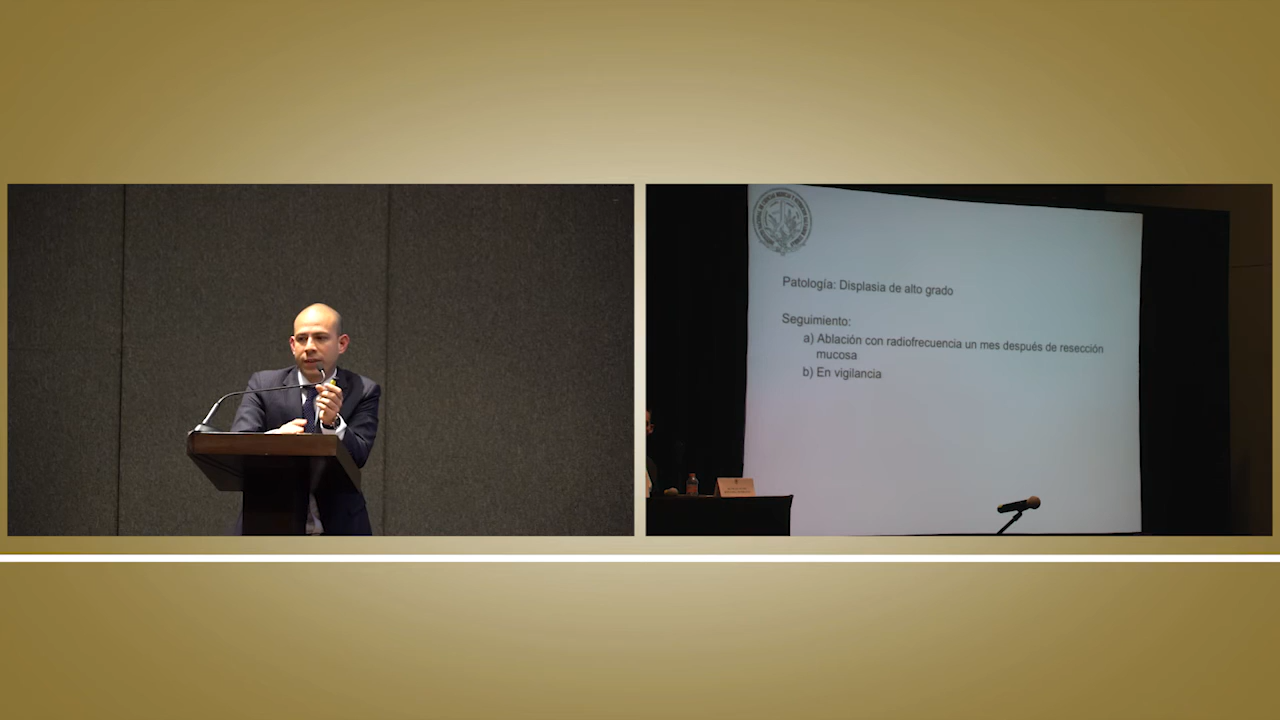 Patología: Displasia de alto grado
Seguimiento:
a) Ablación con radiofrecuencia un mes después de resección
mucosa
b) En vigilancia